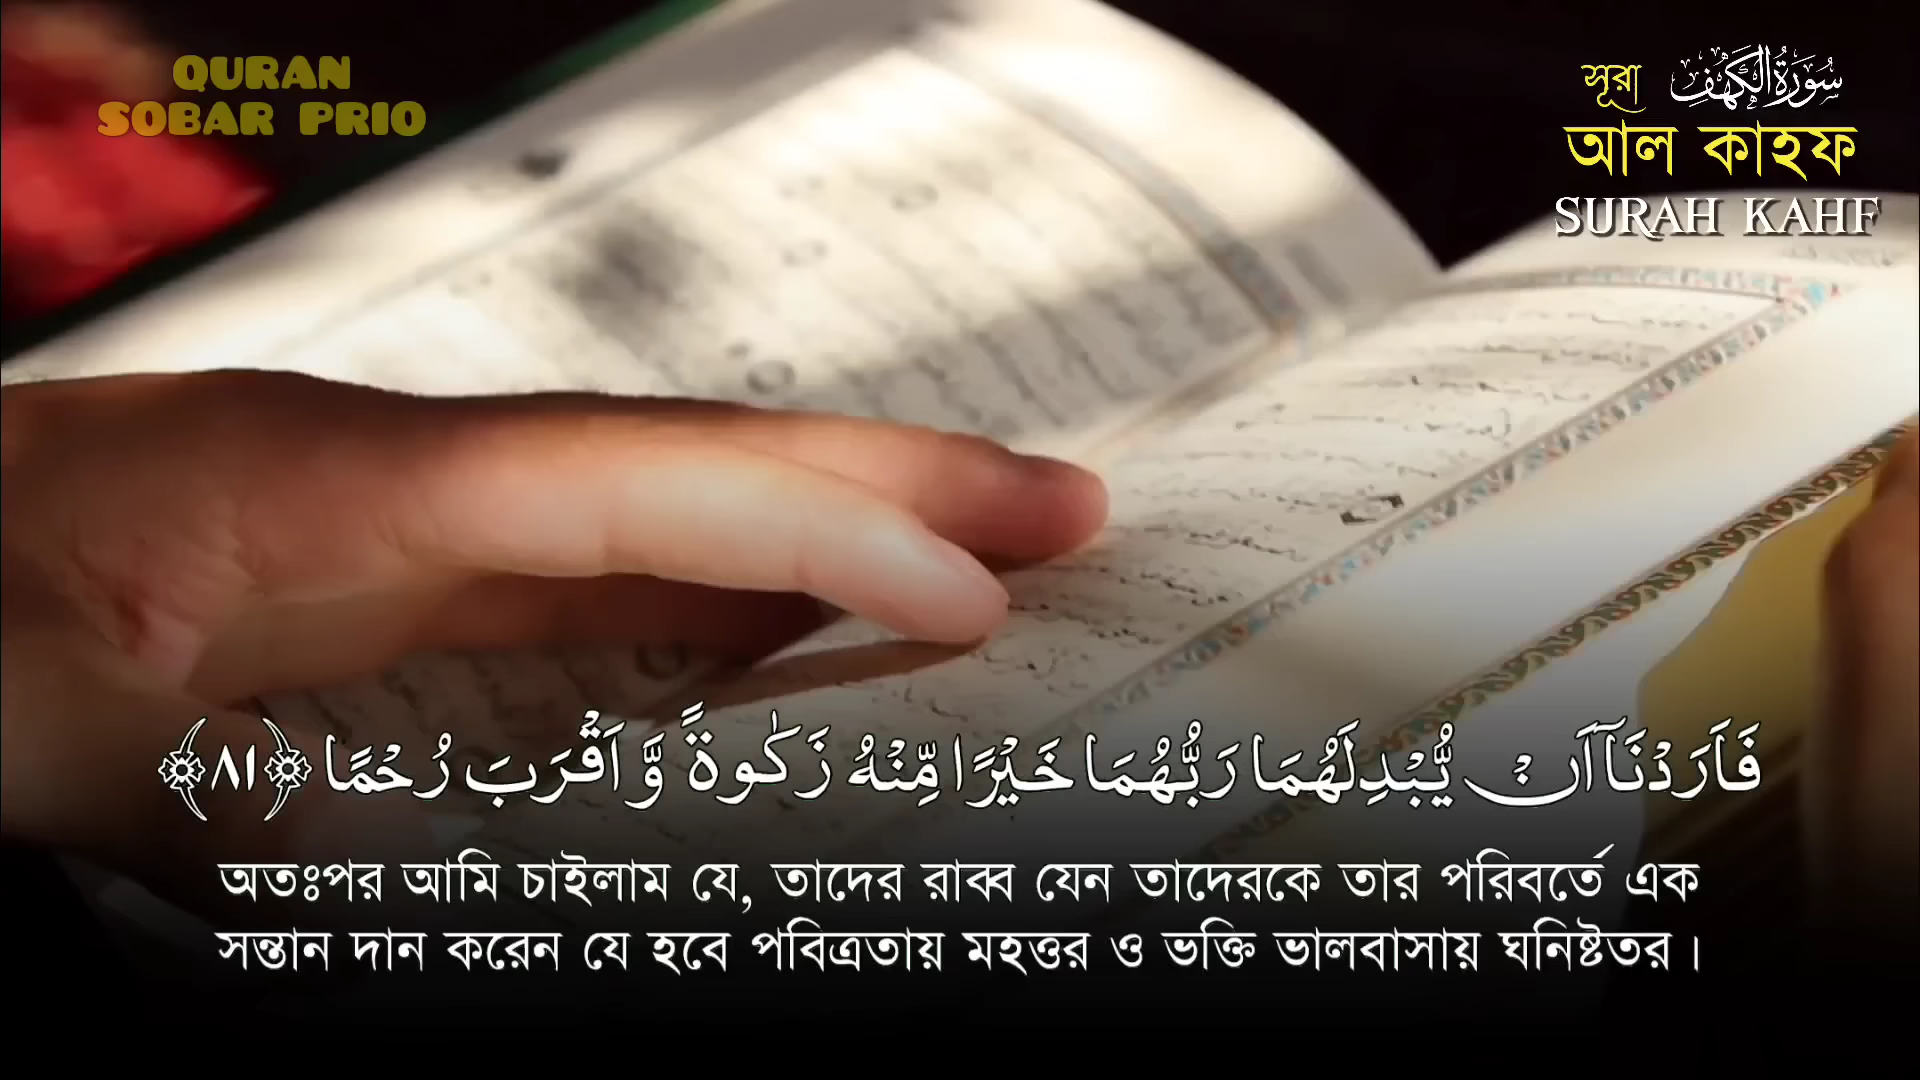 QURAN
SOBAR PRIO
সূরা سُورَةُ الْكَهْفِ
আল কাহফ
SURAH KAHF
فَاَرَدْنَاۤ اَنْ يُّبْدِلَهُمَا رَبُّهُمَا خَيْرًا مِّنْهُ زَكٰوةً وَّ اَقْرَبَ رُحْمًا ﴿٨١﴾
অতঃপর আমি চাইলাম যে, তাদের রাব্ব যেন তাদেরকে তার পরিবর্তে এক
সন্তান দান করেন যে হবে পবিত্রতায় মহত্তর ও ভক্তি ভালবাসায় ঘনিষ্টতর।